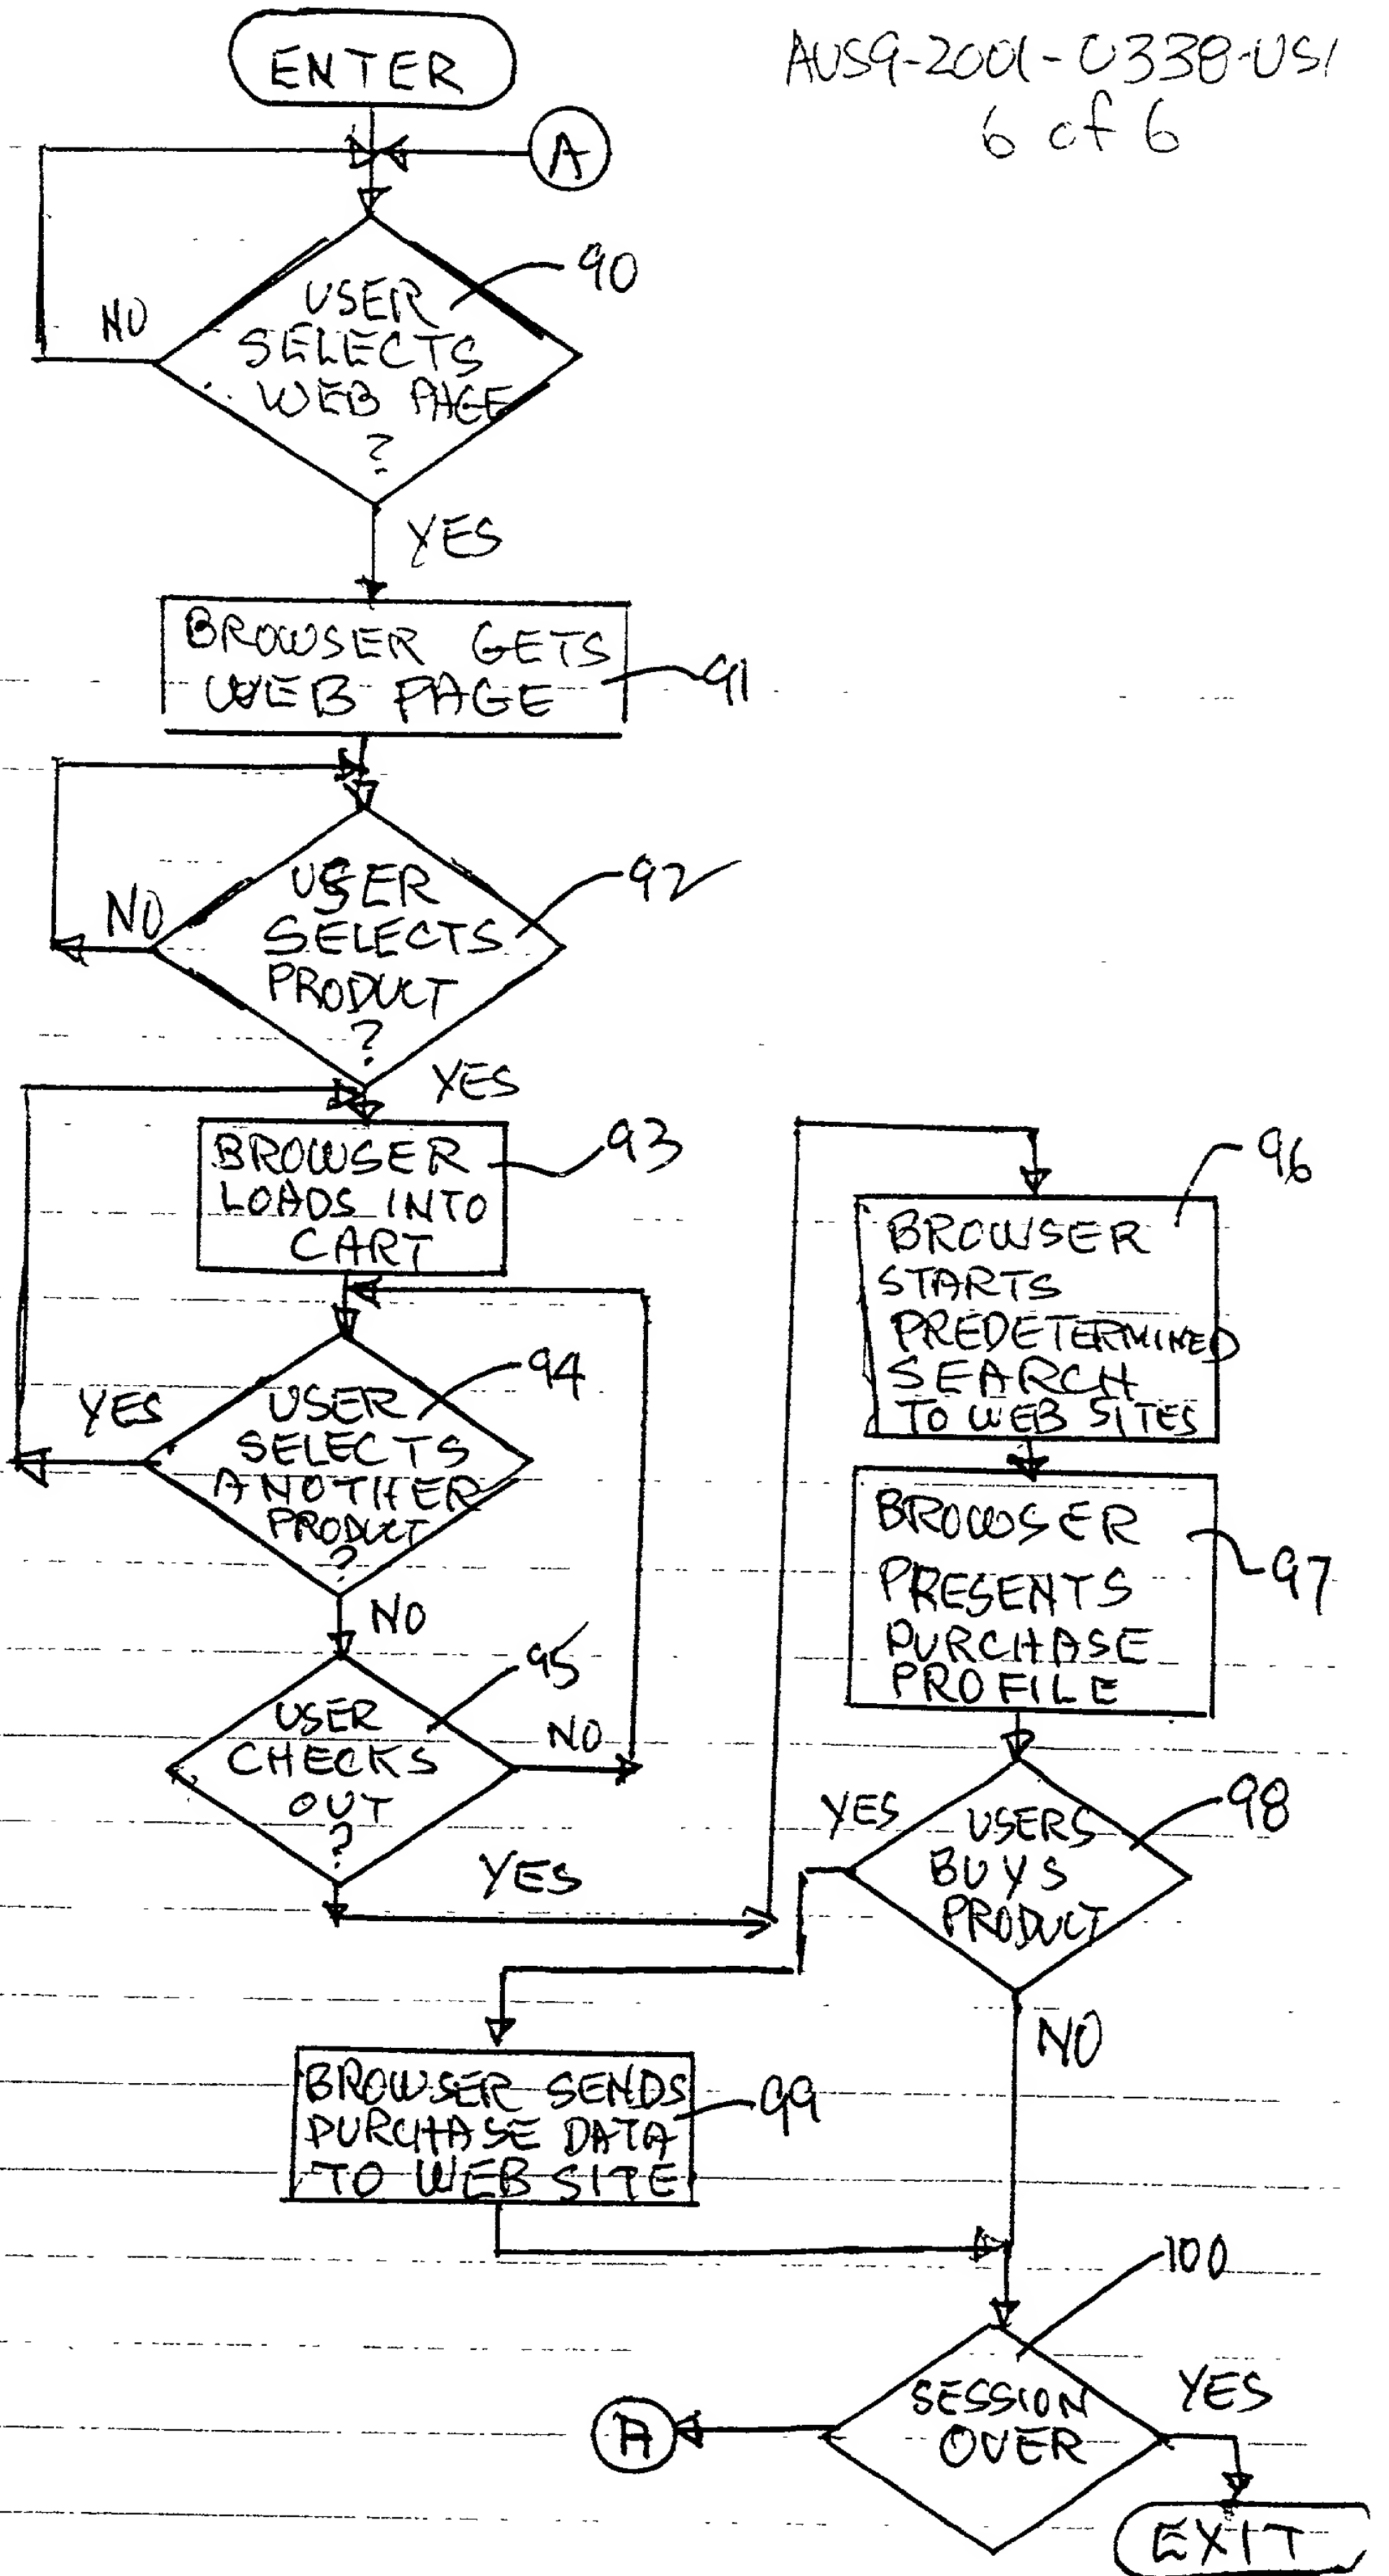 ENTER
AUS9-2001-0338-US1
6 of 6
A
90
USER
SELECTS
WEB PAGE
?
NO
YES
BROWSER GETS
WEB PAGE
91
USER
SELECTS
PRODUCT
?
92
NO
YES
BROWSER
LOADS INTO
CART
93
USER
SELECTS
ANOTHER
PRODUCT
?
94
YES
NO
USER
CHECKS
OUT
?
95
NO
YES
BROWSER
STARTS
PREDETERMINED
SEARCH
TO WEB SITES
96
BROWSER
PRESENTS
PURCHASE
PROFILE
97
USERS
BUYS
PRODUCT
98
YES
NO
BROWSER SENDS
PURCHASE DATA
TO WEB SITE
99
100
SESSION
OVER
YES
A
EXIT